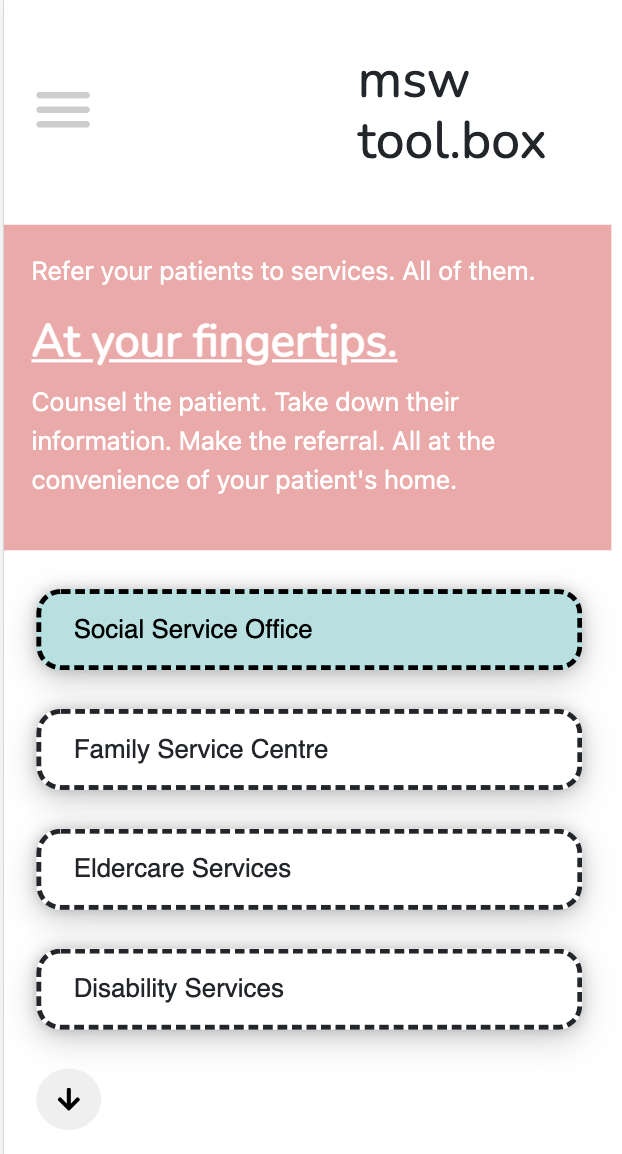 msw
tool.box
Refer your patients to services. All of them.
At your fingertips.
Counsel the patient. Take down their
information. Make the referral. All at the
convenience of your patient's home.
Social Service Office
Family Service Centre
Eldercare Services
Disability Services